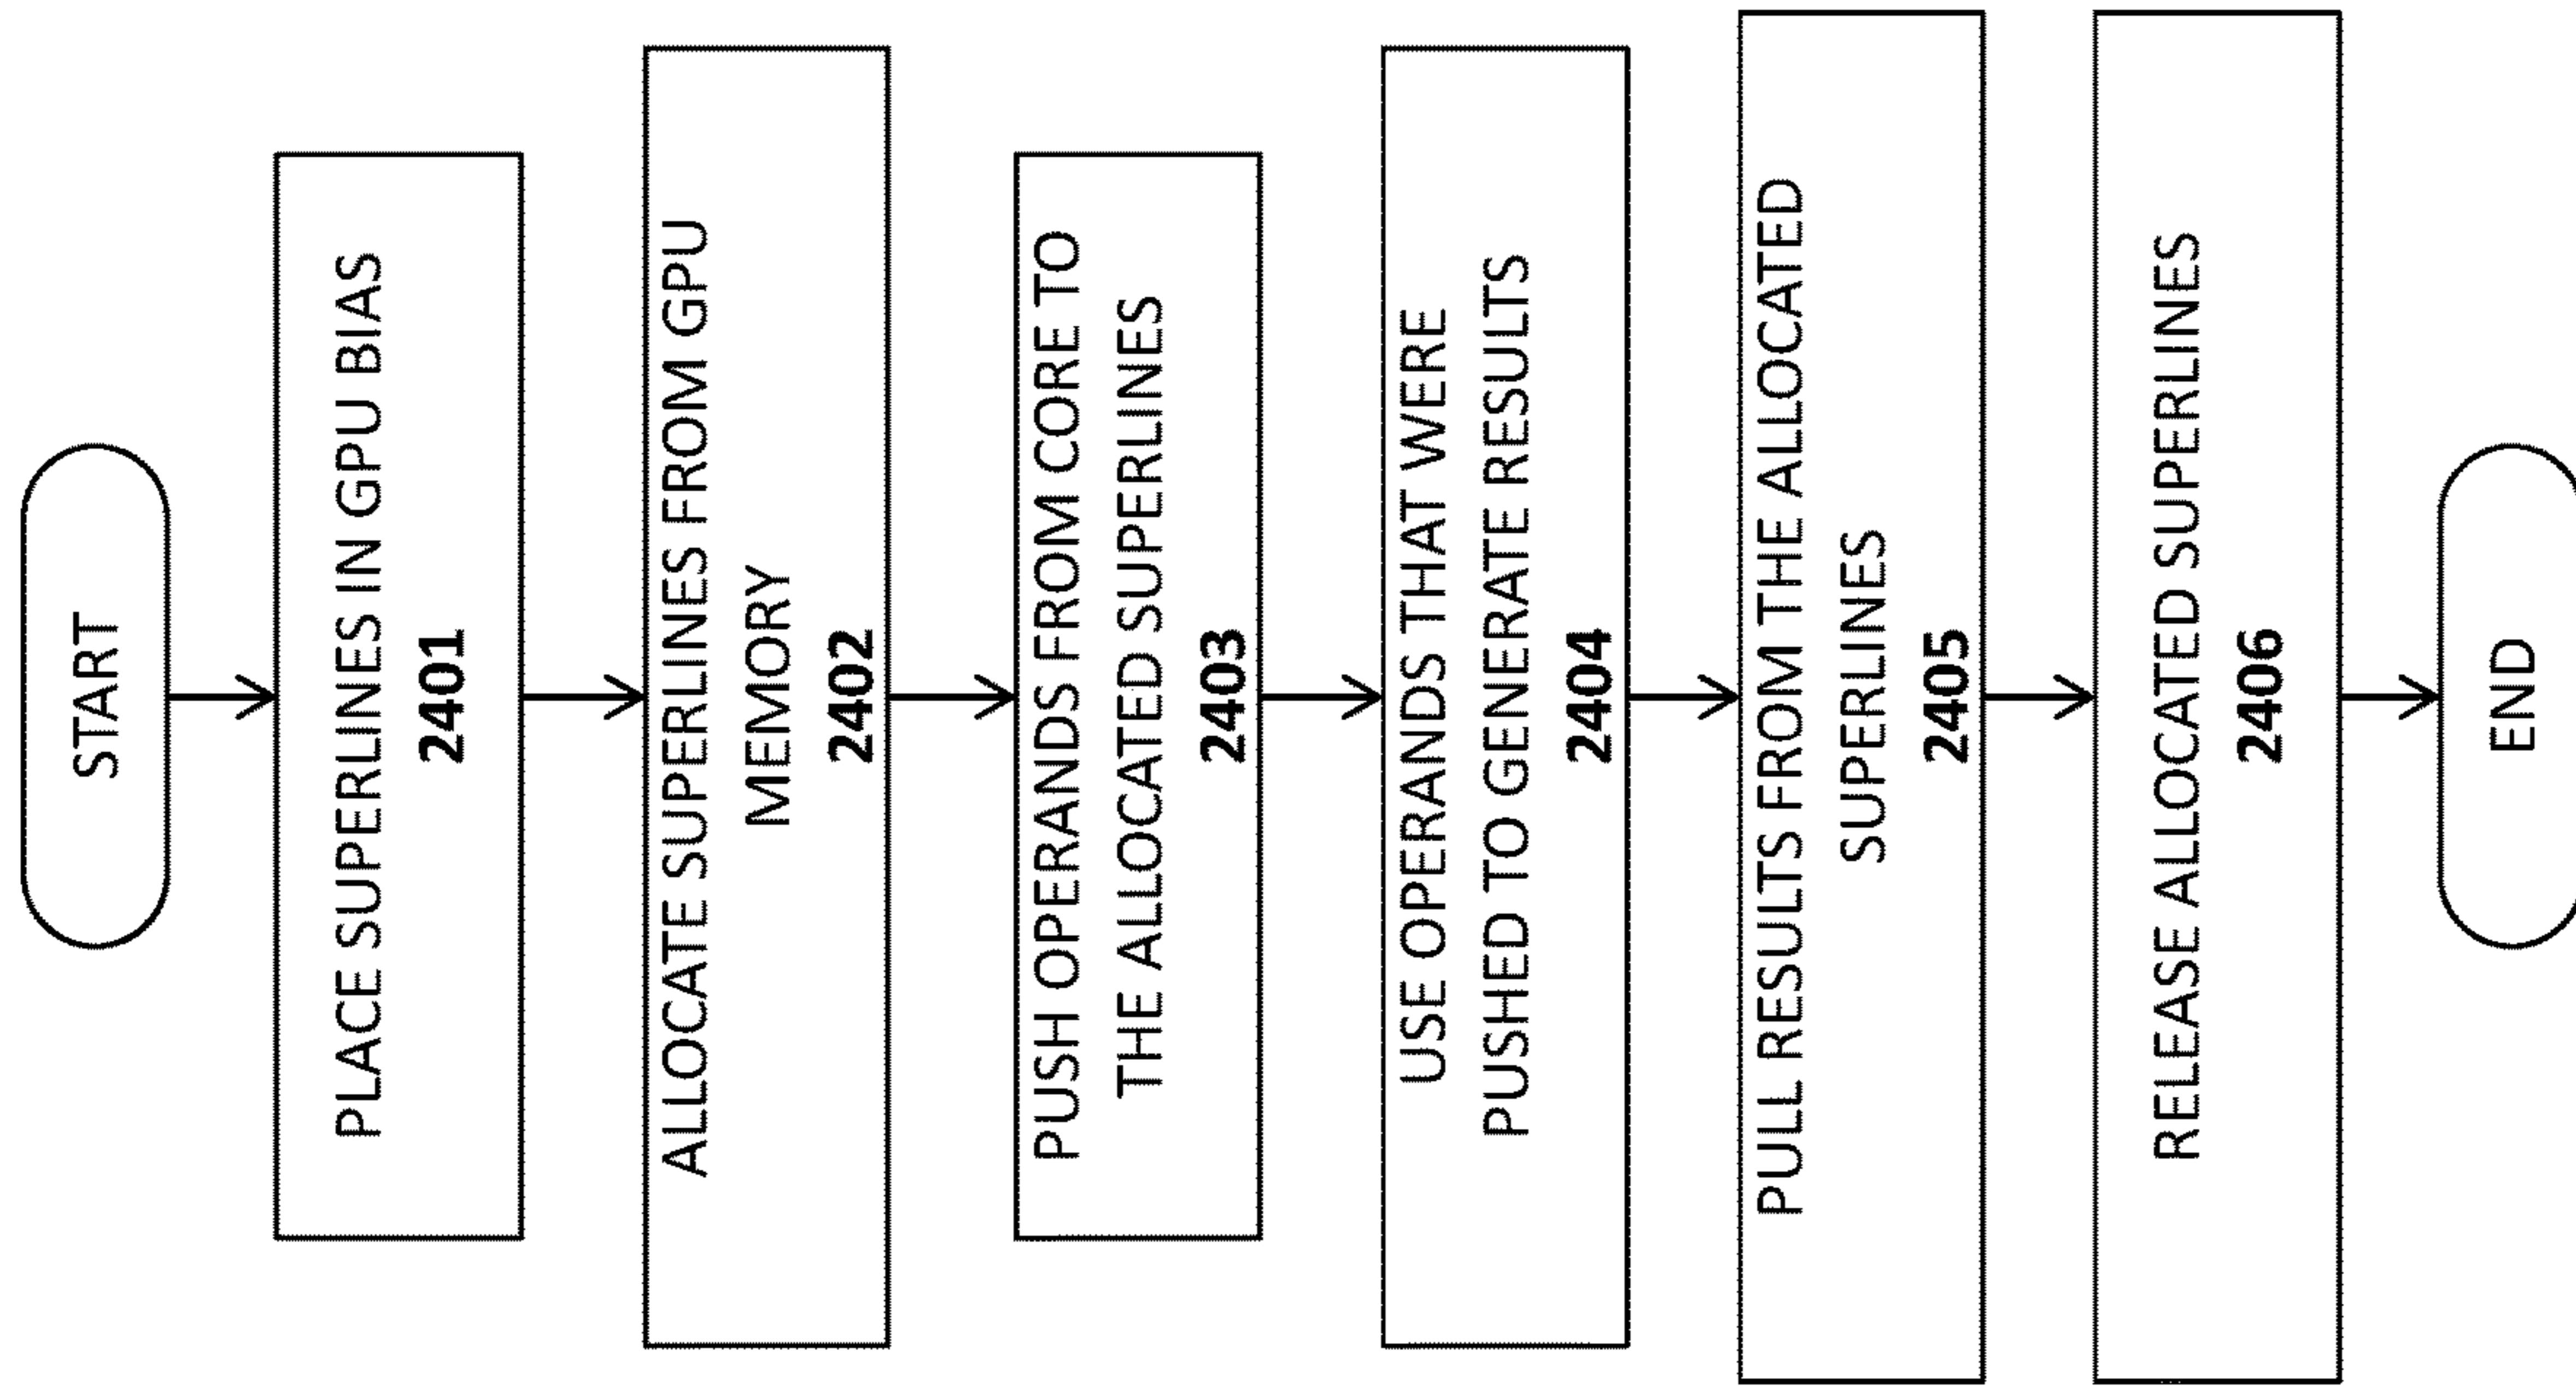 START
PLACE SUPERLINES IN GPU BIAS
2401
ALLOCATE SUPERLINES FROM GPU
MEMORY
2402
PUSH OPERANDS FROM CORE TO
THE ALLOCATED SUPERLINES
2403
USE OPERANDS THAT WERE
PUSHED TO GENERATE RESULTS
2404
PULL RESULTS FROM THE ALLOCATED
SUPERLINES
2405
RELEASE ALLOCATED SUPERLINES
2406
END